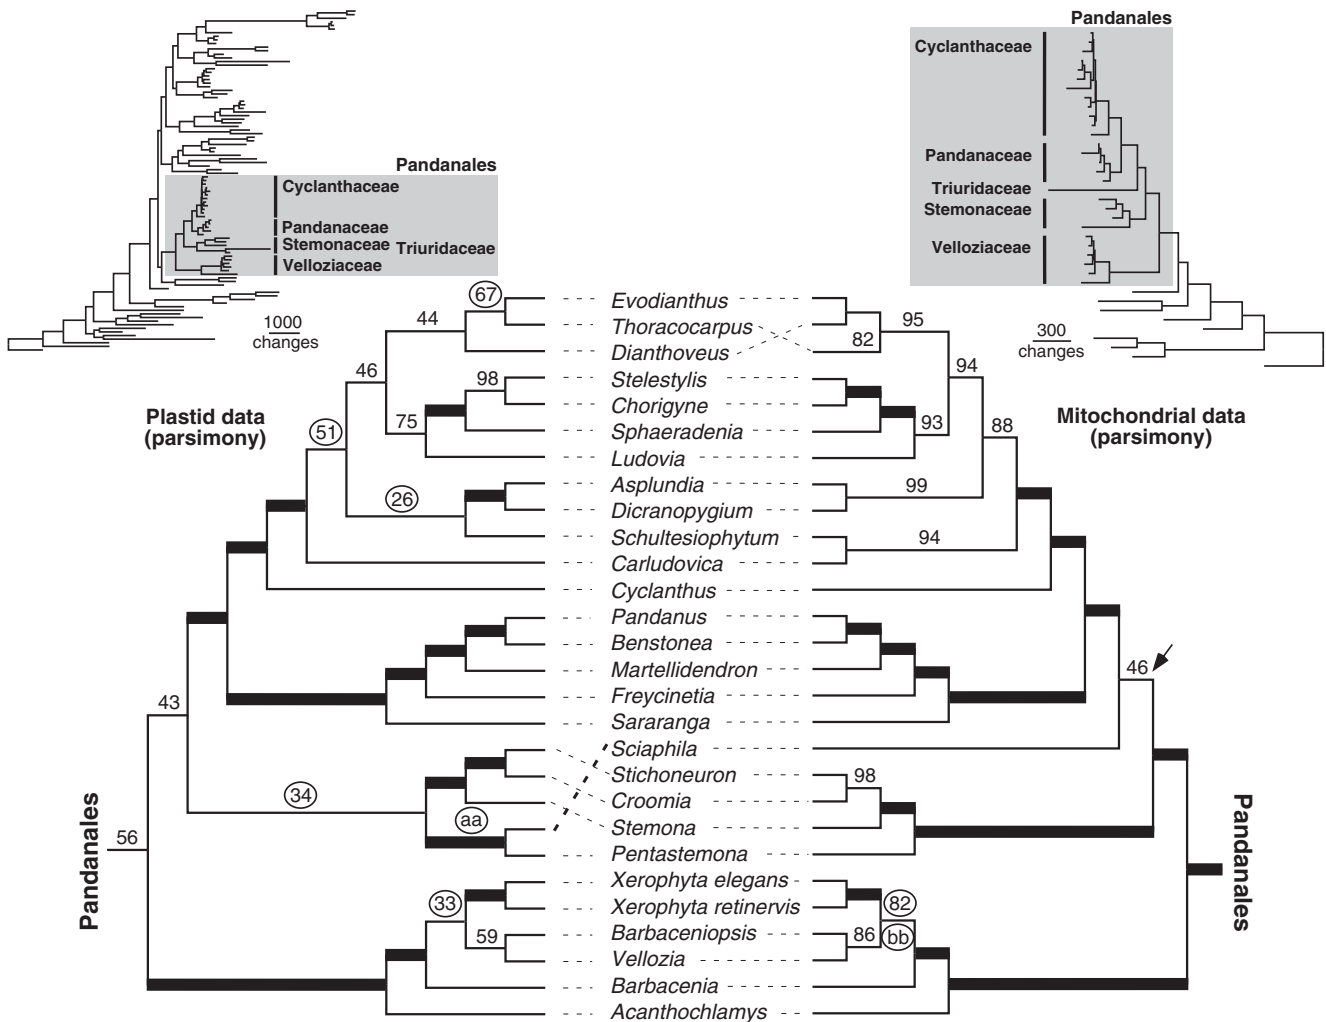 Pandanales
Cyclanthaceae
Pandanaceae
Stemonaceae Triuridaceae
Velloziaceae
1000
changes
Pandanales
Cyclanthaceae
Pandanaceae
Triuridaceae
Stemonaceae
Velloziaceae
300
changes
Plastid data
(parsimony)
Mitochondrial data
(parsimony)
67
44
46
98
75
51
26
43
34
aa
56
33
59
Pandanales
Evodianthus
Thoracocarpus
Dianthoveus
Stelestylis
Chorigyne
Sphaeradenia
Ludovia
Asplundia
Dicranopygium
Schultesiophytum
Carludovica
Cyclanthus
Pandanus
Benstonea
Martellidendron
Freycinetia
Sararanga
Sciaphila
Stichoneuron
Croomia
Stemona
Pentastemona
Xerophyta elegans
Xerophyta retinervis
Barbaceniopsis
Vellozia
Barbacenia
Acanthochlamys
95
82
94
93
88
99
94
46
98
82
86
bb
Pandanales